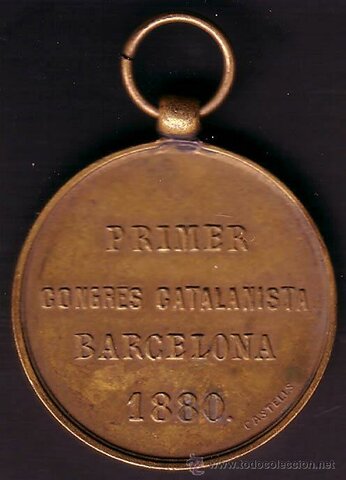 PRIMER
CONGRES CATALANISTA
BARCELONA
1880.
CASTELLS
© www.todocoleccion.net